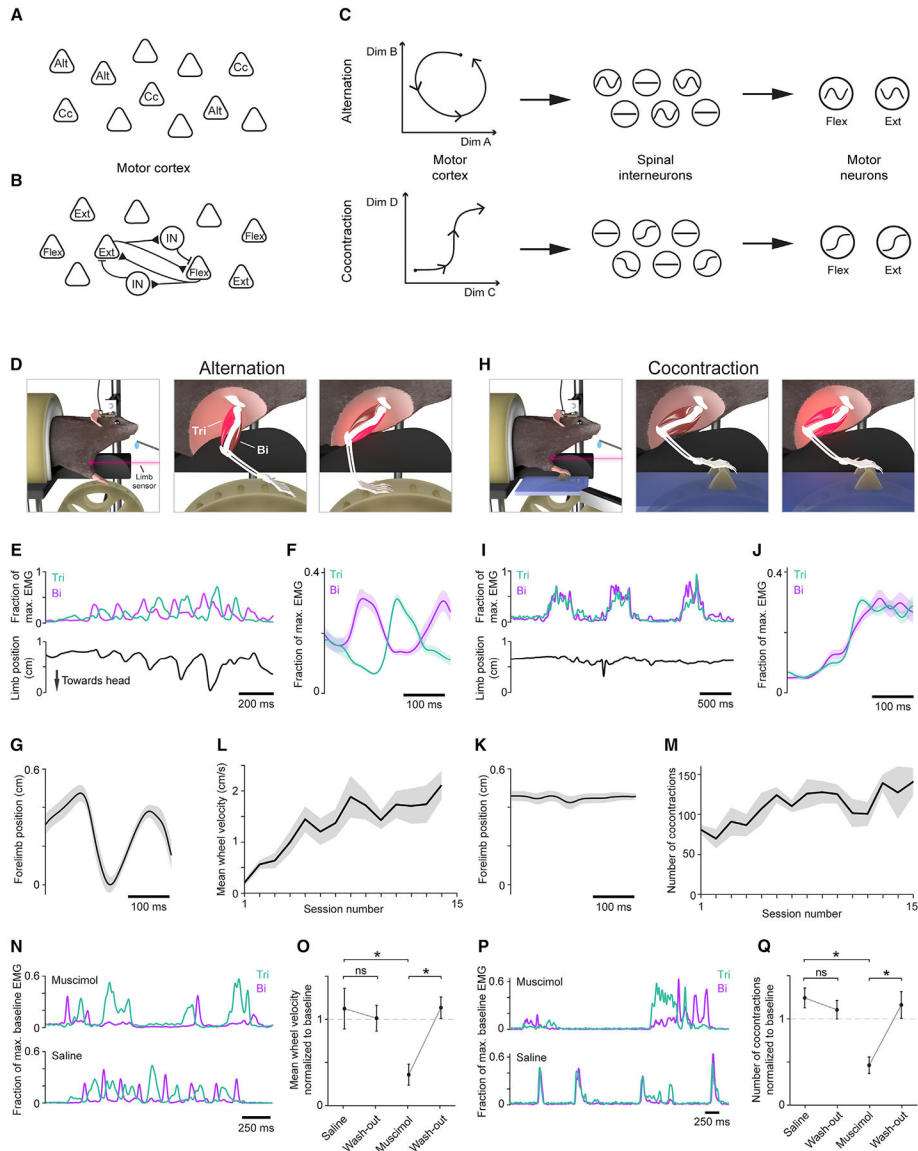 A
Alt
Alt
Cc
Cc
Cc
Alt
Motor cortex
B
Ext
IN
Flex
Ext
Flex
IN
Flex
Ext
C
Alternation
Dim B
Dim A
Flex
Ext
Motor
cortex
Spinal
interneurons
Motor
neurons
Cocontraction
Dim D
Dim C
Flex
Ext
D
Alternation
Limb
sensor
Tri
Bi
H
Cocontraction
E
Fraction of
max. EMG
1
0
Tri
Bi
Limb position
(cm)
1
0
Towards head
200 ms
F
Fraction of max. EMG
0.4
0
Tri
Bi
100 ms
I
Fraction of
max. EMG
1
0
Tri
Bi
Limb position
(cm)
1
0
500 ms
J
Fraction of max. EMG
0.4
0
Tri
Bi
100 ms
G
Forelimb position (cm)
0.6
0
100 ms
L
Mean wheel velocity (cm/s)
2
1
0
1
15
Session number
K
Forelimb position (cm)
0.6
0
100 ms
M
Number of cocontractions
150
100
50
0
1
15
Session number
N
Fraction of max. baseline EMG
0.6
0
Muscimol
Tri
Bi
0.6
0
Saline
250 ms
O
Mean wheel velocity
normalized to baseline
1
0
*
ns
*
Saline
Wash-out
Muscimol
Wash-out
P
Fraction of max. baseline EMG
0.6
0
Muscimol
Tri
Bi
0.6
0
Saline
250 ms
Q
Number of cocontractions
normalized to baseline
1
0
*
ns
*
Saline
Wash-out
Muscimol
Wash-out